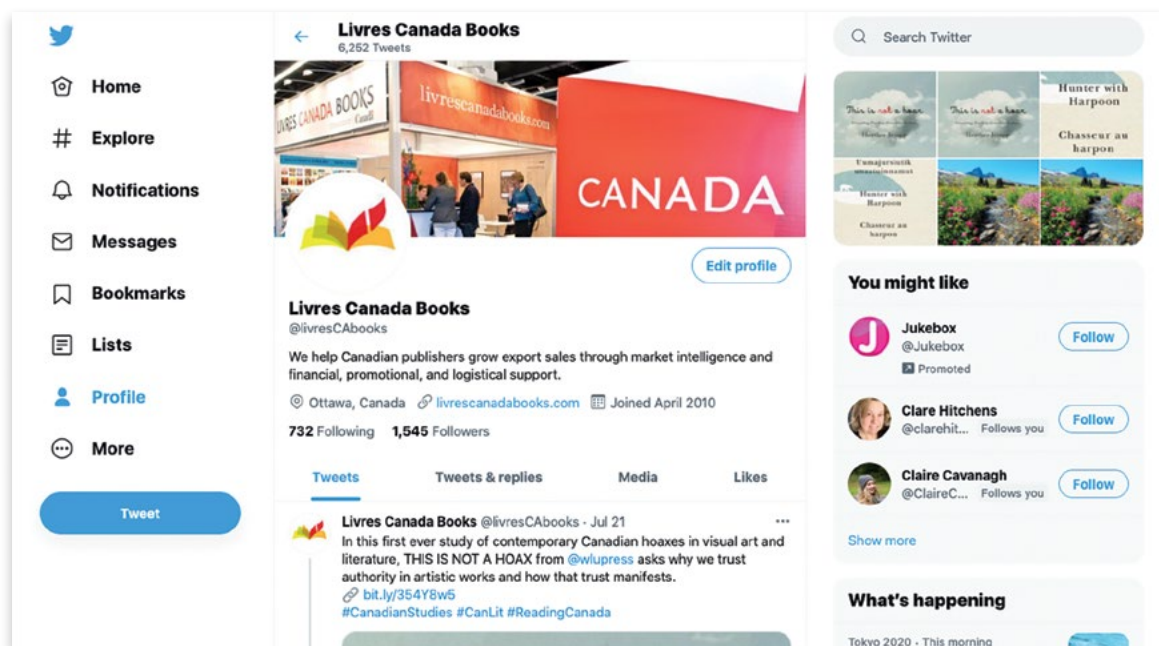 Home
Explore
Notifications
Messages
Bookmarks
Lists
Profile
More
Tweet
Livres Canada Books
6,252 Tweets
LIVRES CANADA BOOKS
Canada
livrescanadabooks.com
CANADA
Edit profile
Livres Canada Books
@livresCAbooks
We help Canadian publishers grow export sales through market intelligence and
financial, promotional, and logistical support.
Ottawa, Canada livrescanadabooks.com Joined April 2010
732 Following 1,545 Followers
Tweets Tweets & replies Media Likes
Livres Canada Books @livresCAbooks · Jul 21 ···
In this first ever study of contemporary Canadian hoaxes in visual art and
literature, THIS IS NOT A HOAX from @wlupress asks why we trust
authority in artistic works and how that trust manifests.
bit.ly/354Y8w5
#CanadianStudies #CanLit #ReadingCanada
Search Twitter
This is not a hoax
This is not a hoax
Hunter with
Harpoon
Chasseur au
harpon
Hunter with
Harpoon
Chasseur au
harpon
You might like
Jukebox
@Jukebox
Promoted
Follow
Clare Hitchens
@clarehit... Follows you
Follow
Claire Cavanagh
@ClaireC... Follows you
Follow
Show more
What's happening
Tokyo 2020 · This morning